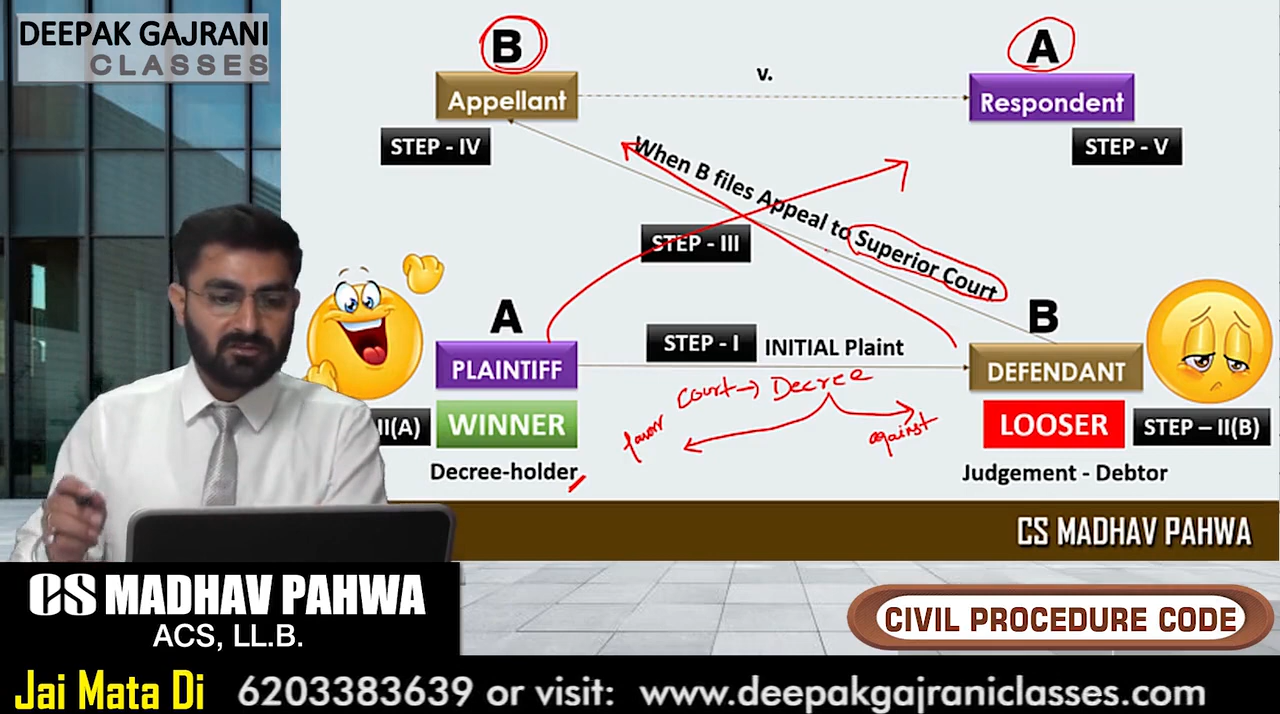 DEEPAK GAJRANI
CLASSES
B
A
v.
Appellant
Respondent
STEP - IV
STEP - V
When B files Appeal to Superior Court
STEP - III
A
B
STEP - I
INITIAL Plaint
PLAINTIFF
DEFENDANT
Court → Decree
favor
against
II(A)
WINNER
LOOSER
STEP – II(B)
Decree-holder
Judgement - Debtor
CS MADHAV PAHWA
CS MADHAV PAHWA
ACS, LL.B.
CIVIL PROCEDURE CODE
Jai Mata Di 6203383639 or visit: www.deepakgajraniclasses.com